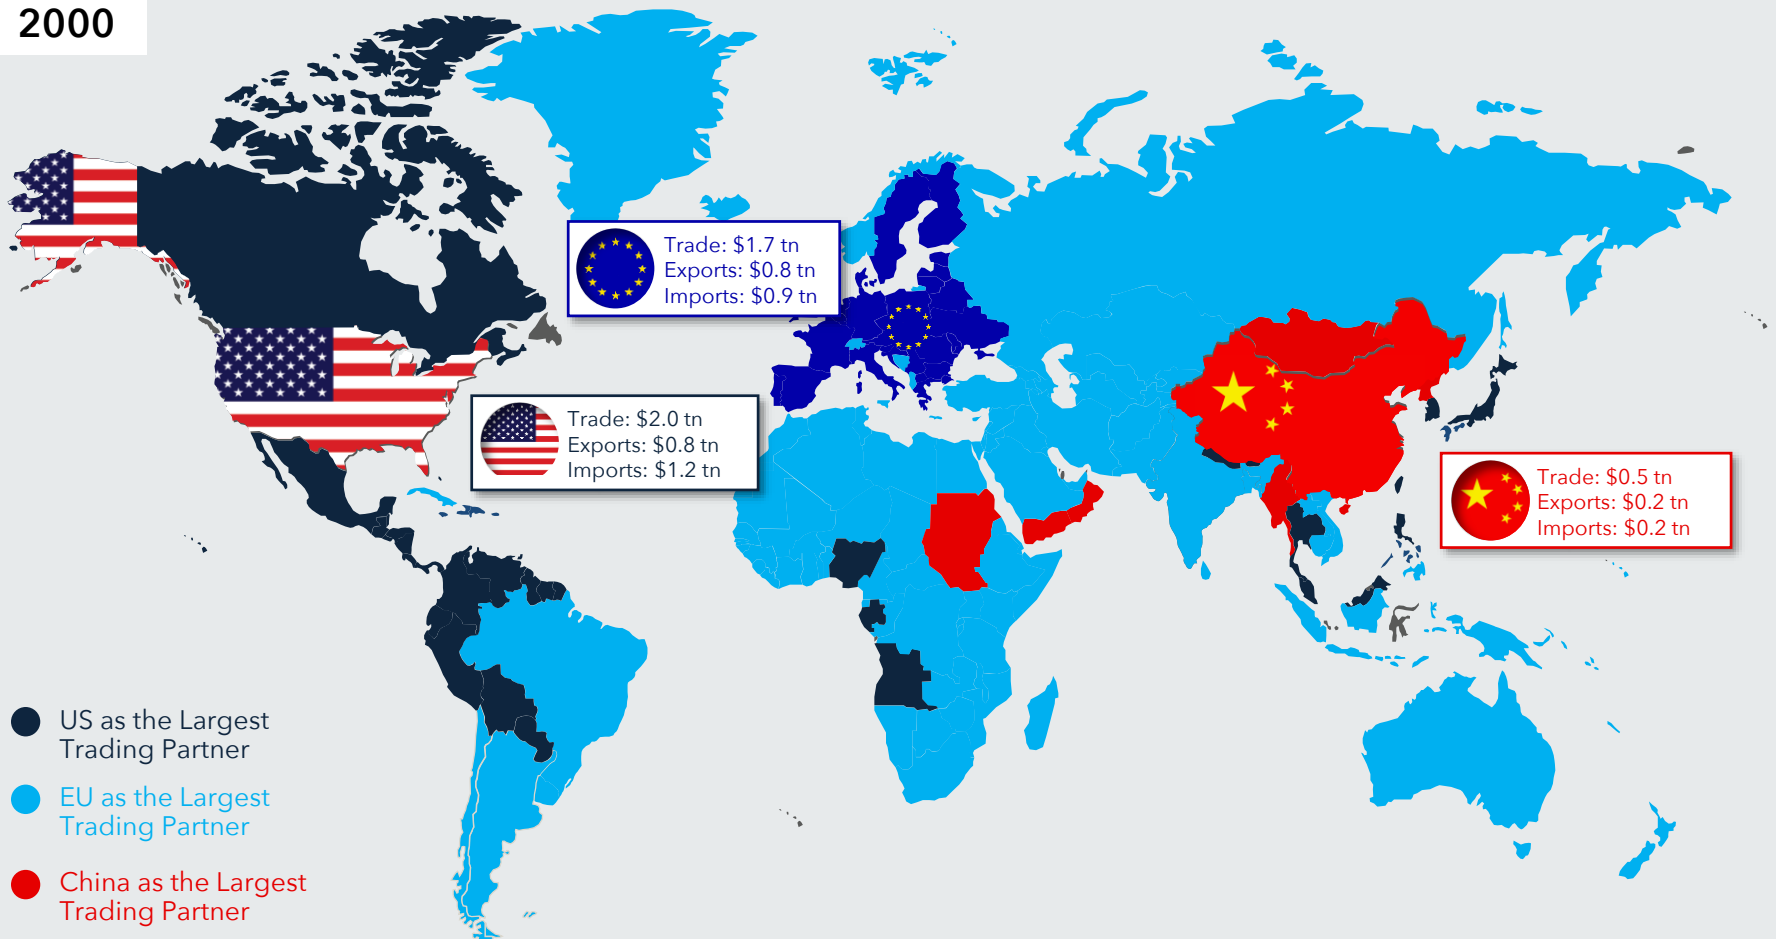 2000
Trade: $1.7 tn
Exports: $0.8 tn
Imports: $0.9 tn
Trade: $2.0 tn
Exports: $0.8 tn
Imports: $1.2 tn
Trade: $0.5 tn
Exports: $0.2 tn
Imports: $0.2 tn
US as the Largest
Trading Partner
EU as the Largest
Trading Partner
China as the Largest
Trading Partner